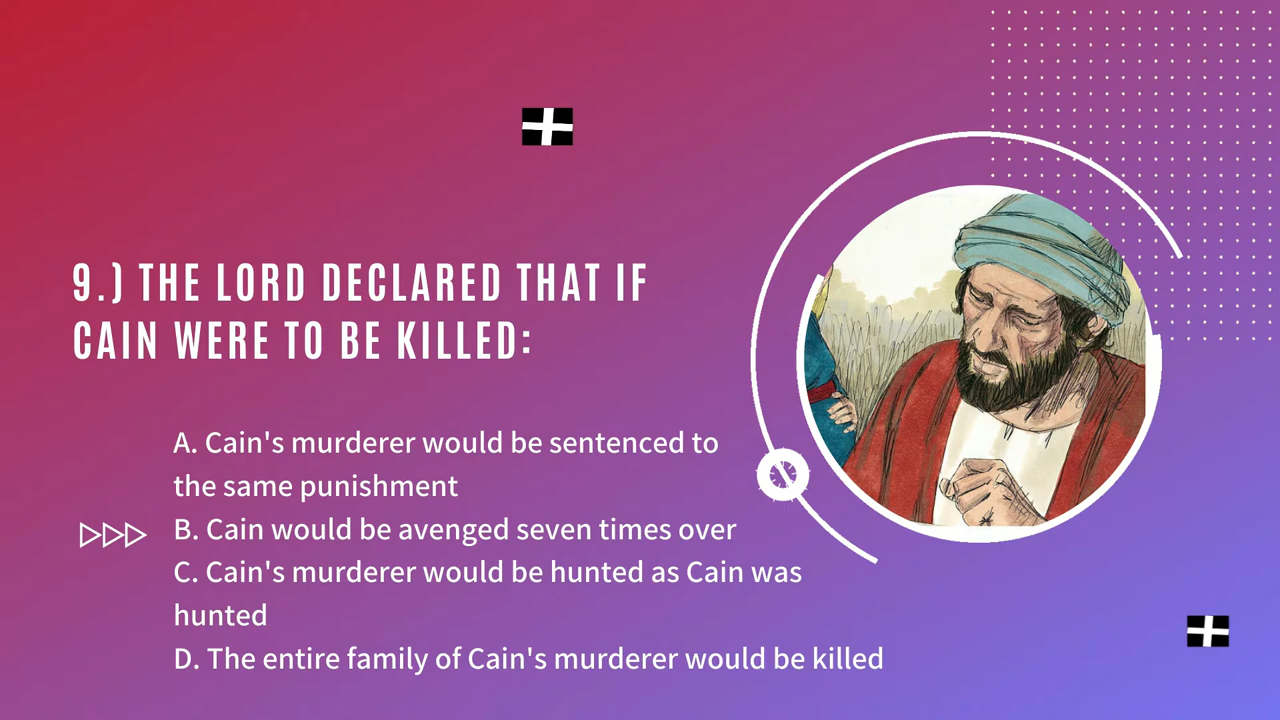 9.) THE LORD DECLARED THAT IF
CAIN WERE TO BE KILLED:
A. Cain's murderer would be sentenced to
the same punishment
B. Cain would be avenged seven times over
C. Cain's murderer would be hunted as Cain was
hunted
D. The entire family of Cain's murderer would be killed